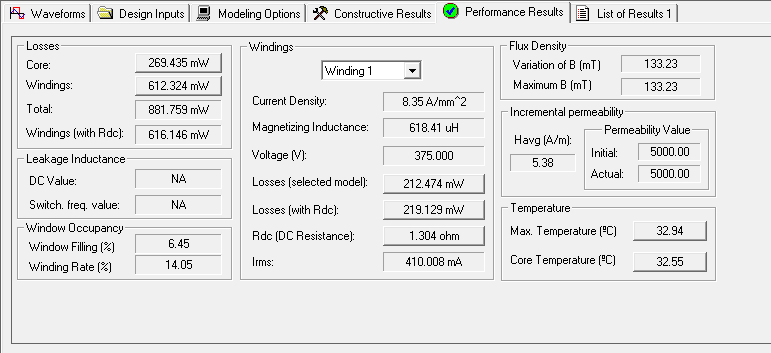 Waveforms Design Inputs Modeling Options Constructive Results Performance Results List of Results 1
Losses
Core: 269.435 mW
Windings: 612.324 mW
Total: 881.759 mW
Windings (with Rdc): 616.146 mW
Leakage Inductance
DC Value: NA
Switch. freq. value: NA
Window Occupancy
Window Filling (%) 6.45
Winding Rate (%) 14.05
Windings
Winding 1
Current Density: 8.35 A/mm^2
Magnetizing Inductance: 618.41 uH
Voltage (V): 375.000
Losses (selected model): 212.474 mW
Losses (with Rdc): 219.129 mW
Rdc (DC Resistance): 1.304 ohm
Irms: 410.008 mA
Flux Density
Variation of B (mT) 133.23
Maximum B (mT) 133.23
Incremental permeability
Havg (A/m): 5.38
Permeability Value
Initial: 5000.00
Actual: 5000.00
Temperature
Max. Temperature (ºC) 32.94
Core Temperature (ºC) 32.55